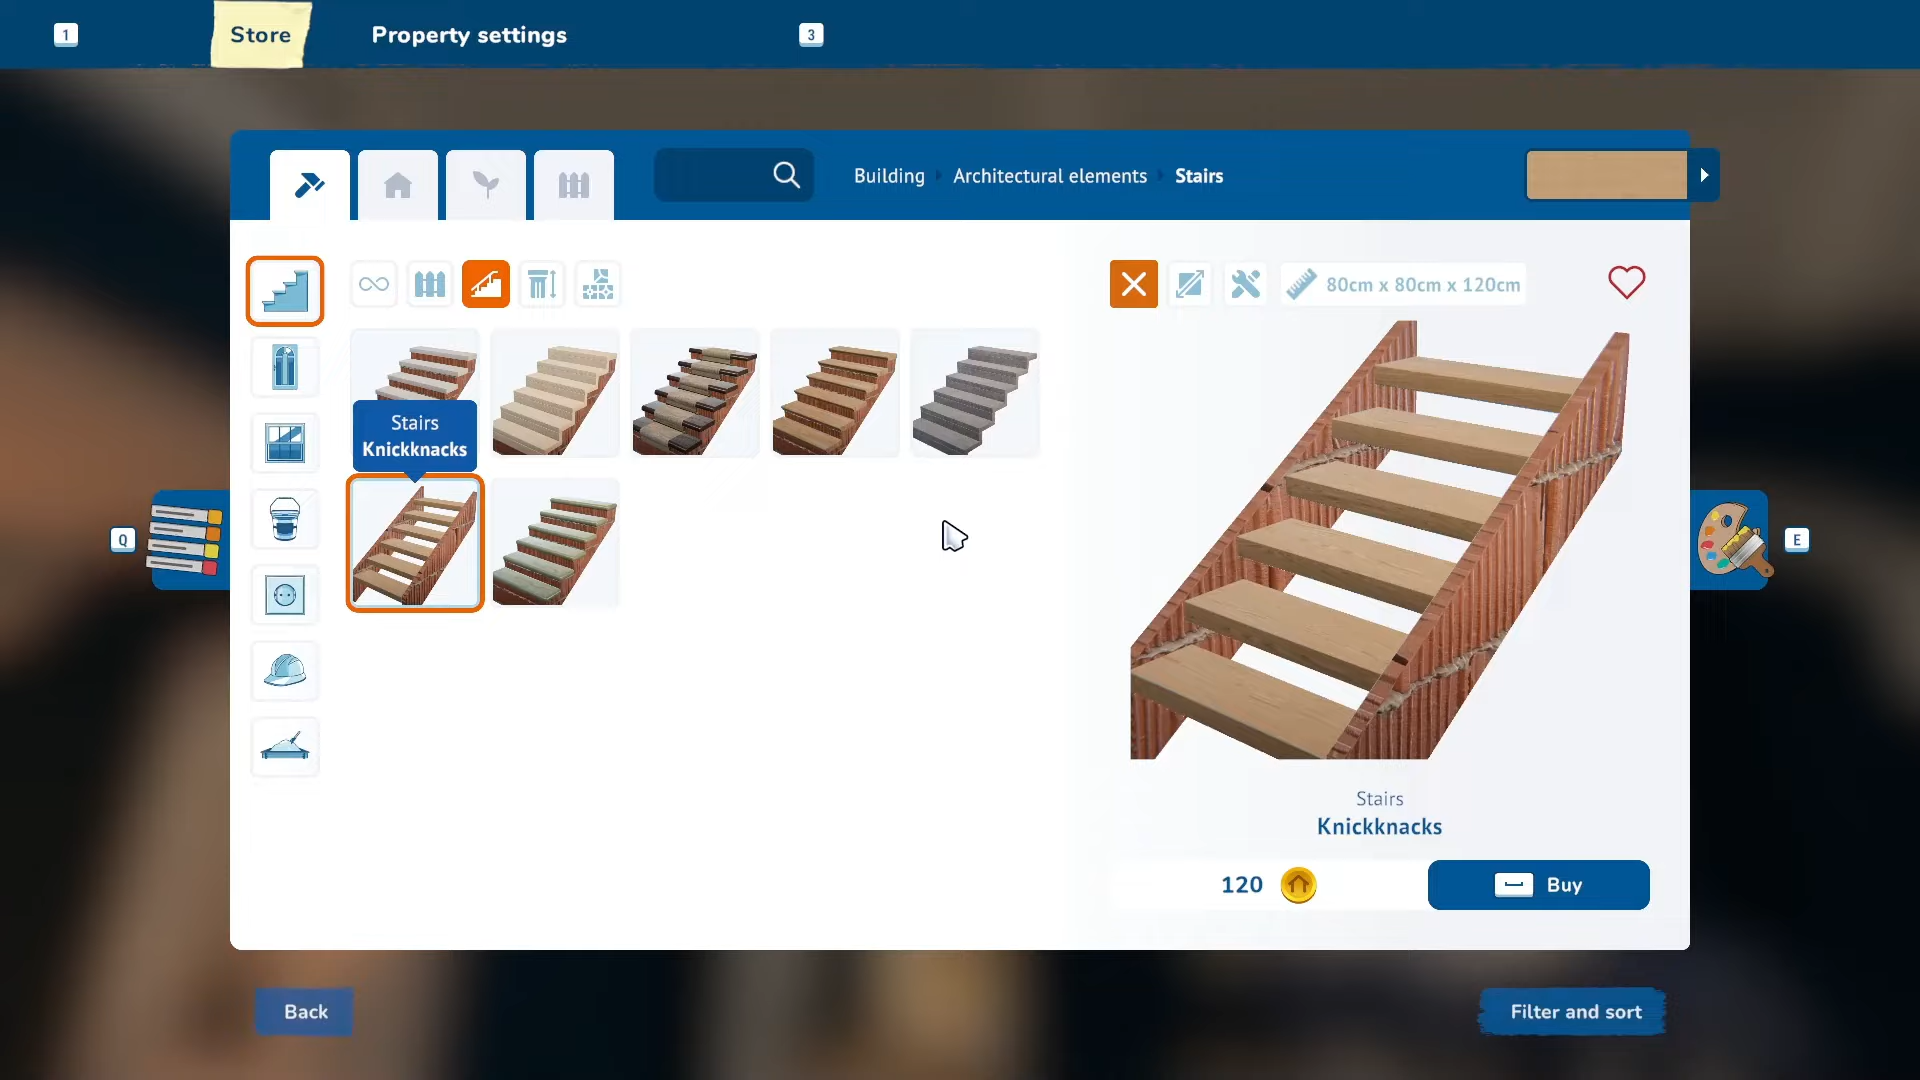 1
Store
Property settings
3
Building
Architectural elements
Stairs
80cm x 80cm x 120cm
Stairs
Knickknacks
Q
E
Stairs
Knickknacks
120
Buy
Back
Filter and sort